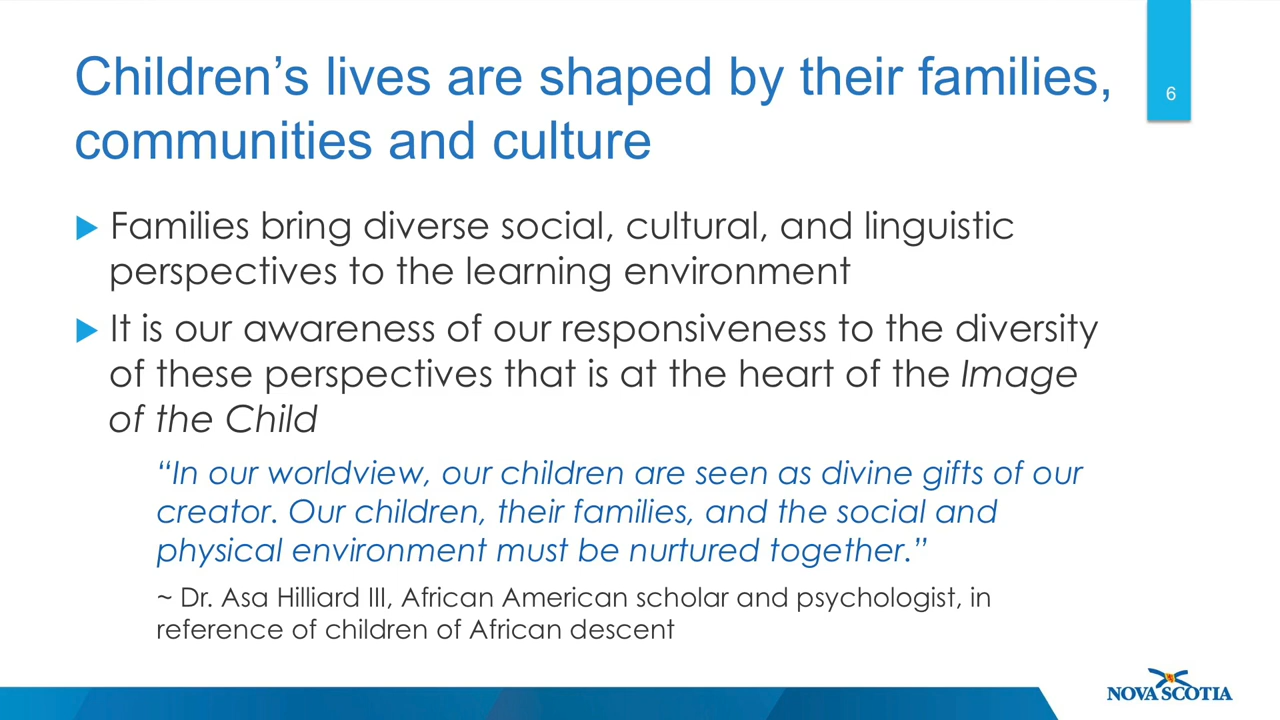 Children’s lives are shaped by their families,
communities and culture
6
Families bring diverse social, cultural, and linguistic
perspectives to the learning environment
It is our awareness of our responsiveness to the diversity
of these perspectives that is at the heart of the Image
of the Child
“In our worldview, our children are seen as divine gifts of our
creator. Our children, their families, and the social and
physical environment must be nurtured together.”
~ Dr. Asa Hilliard III, African American scholar and psychologist, in
reference of children of African descent
NOVA SCOTIA